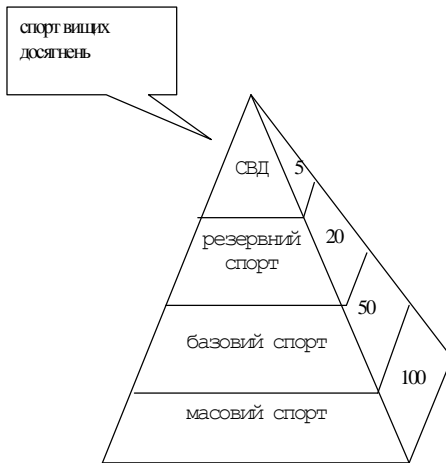 спорт вищих
досягнень
СВД
5
резервний
спорт
20
50
базовий спорт
100
масовий спорт